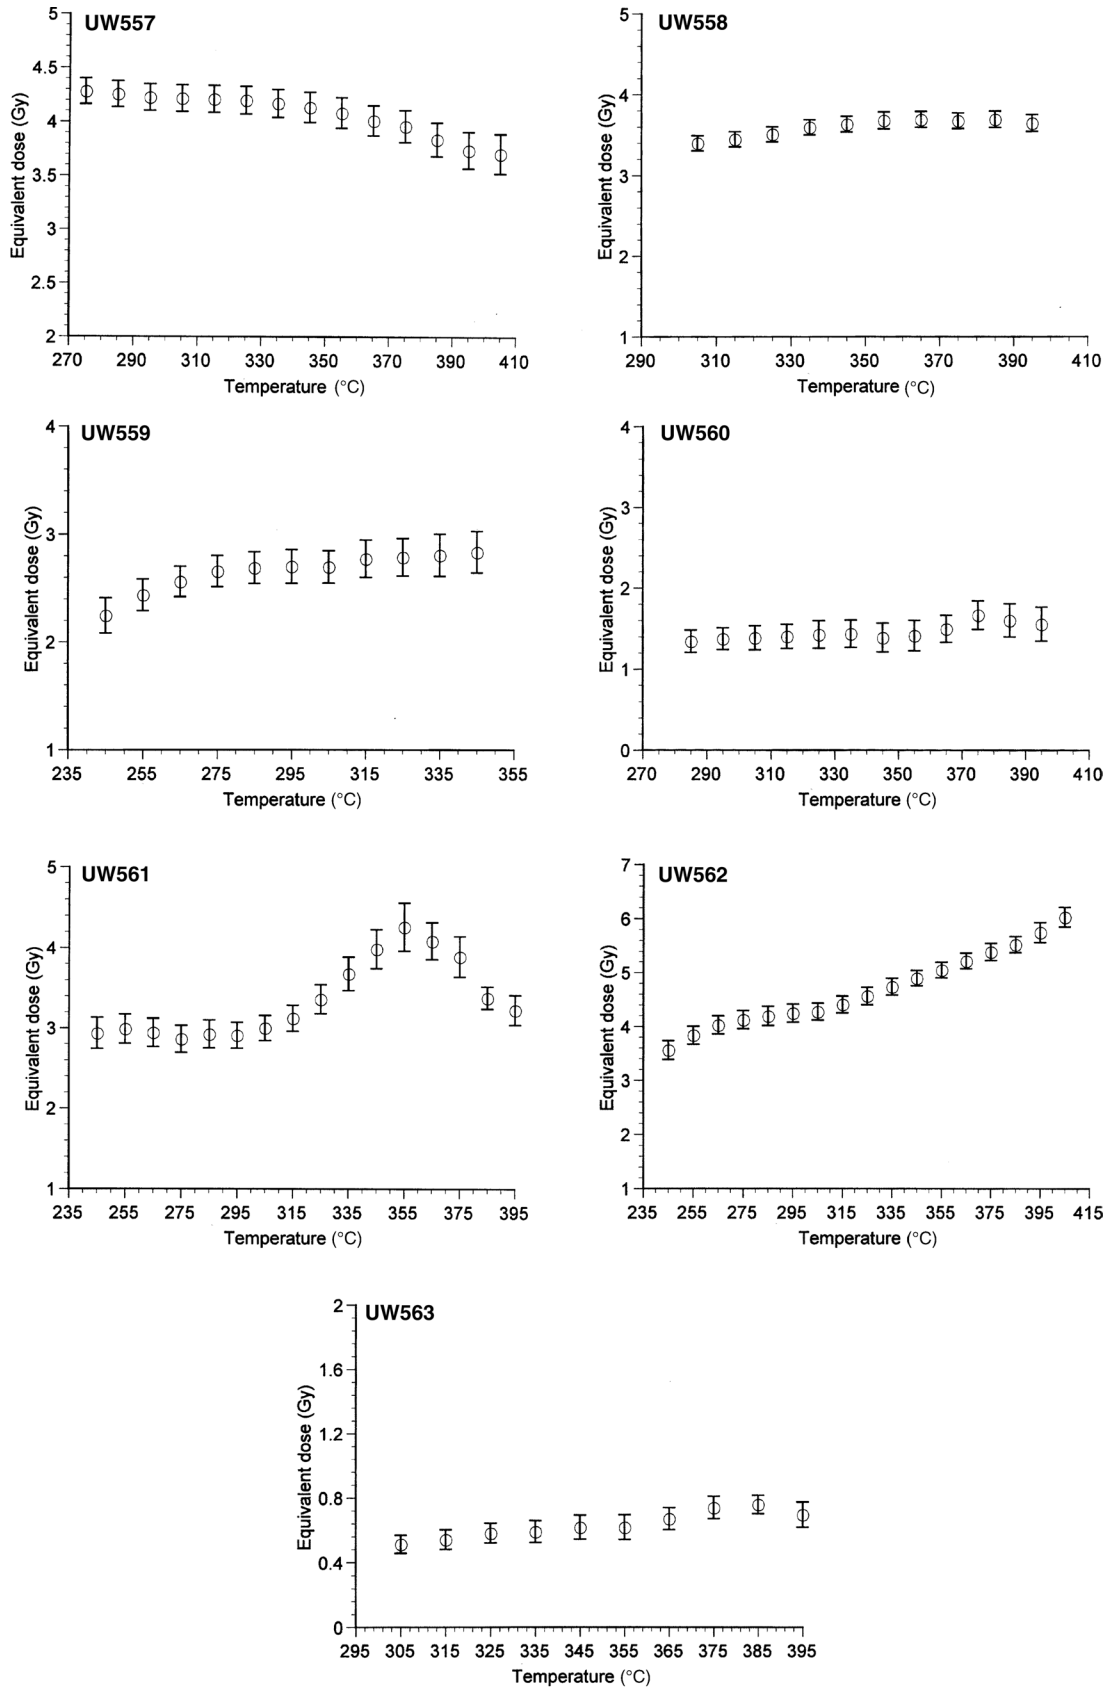 UW557
Equivalent dose (Gy)
5
4.5
4
3.5
3
2.5
2
270 290 310 330 350 370 390 410
Temperature (°C)
UW558
Equivalent dose (Gy)
5
4
3
2
1
290 310 330 350 370 390 410
Temperature (°C)
UW559
Equivalent dose (Gy)
4
3
2
1
235 255 275 295 315 335 355
Temperature (°C)
UW560
Equivalent dose (Gy)
4
3
2
1
0
270 290 310 330 350 370 390 410
Temperature (°C)
UW561
Equivalent dose (Gy)
5
4
3
2
1
235 255 275 295 315 335 355 375 395
Temperature (°C)
UW562
Equivalent dose (Gy)
7
6
5
4
3
2
1
235 255 275 295 315 335 355 375 395 415
Temperature (°C)
UW563
Equivalent dose (Gy)
2
1.6
1.2
0.8
0.4
0
295 305 315 325 335 345 355 365 375 385 395
Temperature (°C)